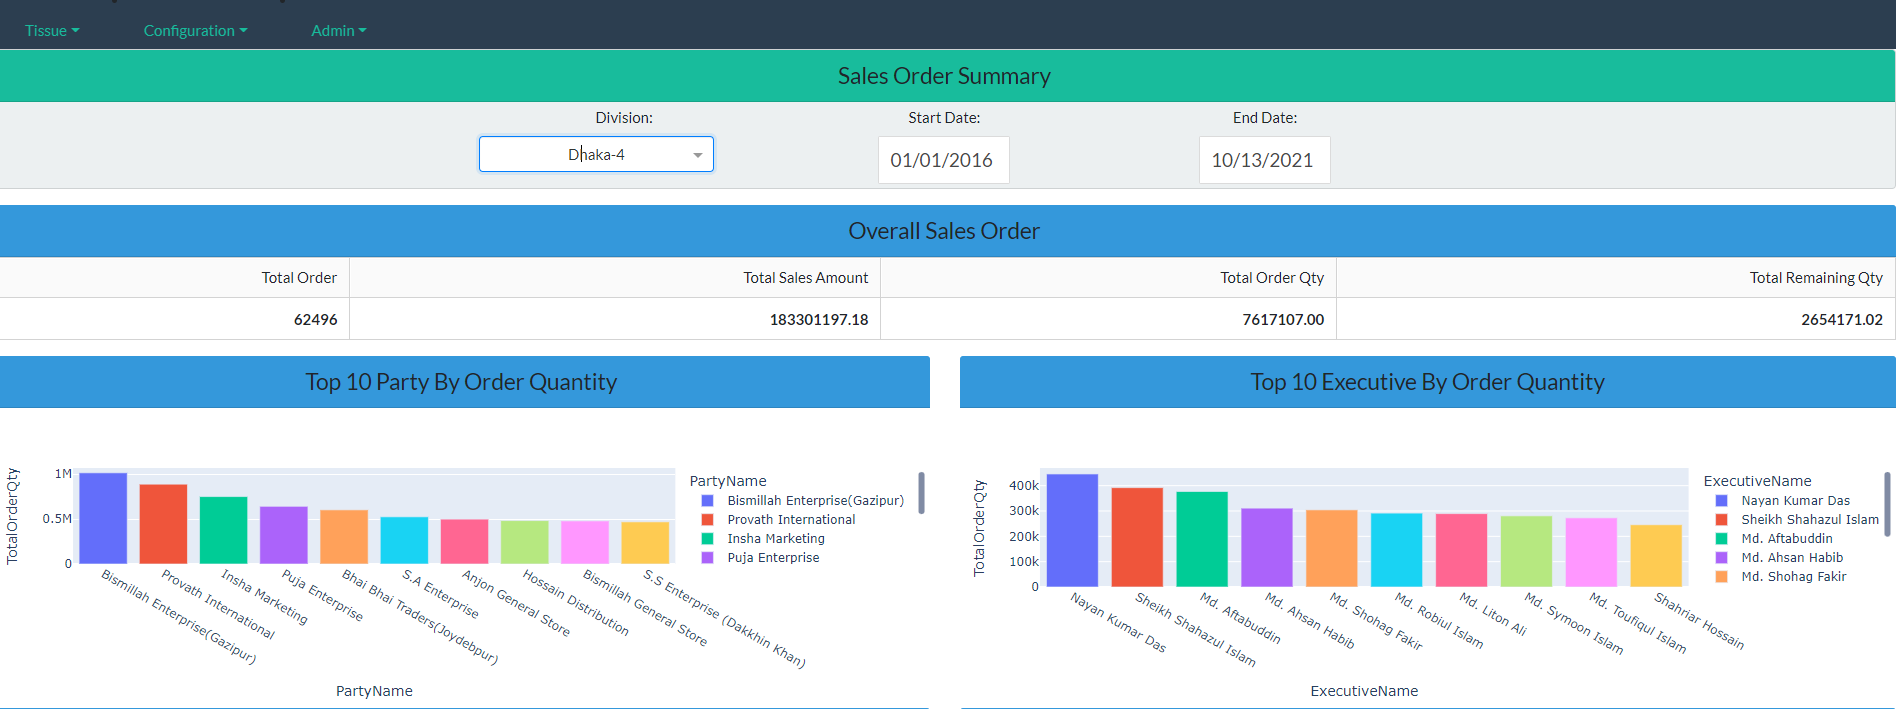 Tissue Configuration Admin
Sales Order Summary
Division: Start Date: End Date:
Dhaka-4 01/01/2016 10/13/2021
Overall Sales Order
Total Order Total Sales Amount Total Order Qty Total Remaining Qty
62496 183301197.18 7617107.00 2654171.02
Top 10 Party By Order Quantity
TotalOrderQty
1M
0.5M
0
Bismillah Enterprise(Gazipur)
Provath International
Insha Marketing
Puja Enterprise
Bhai Bhai Traders(Joydebpur)
S.A Enterprise
Anjon General Store
Hossain Distribution
Bismillah General Store
S.S Enterprise (Dakkhin Khan)
PartyName
PartyName
Bismillah Enterprise(Gazipur)
Provath International
Insha Marketing
Puja Enterprise
Top 10 Executive By Order Quantity
TotalOrderQty
400k
300k
200k
100k
0
Nayan Kumar Das
Sheikh Shahazul Islam
Md. Aftabuddin
Md. Ahsan Habib
Md. Shohag Fakir
Md. Robiul Islam
Md. Liton Ali
Md. Symoon Islam
Md. Toufiqul Islam
Shahriar Hossain
ExecutiveName
ExecutiveName
Nayan Kumar Das
Sheikh Shahazul Islam
Md. Aftabuddin
Md. Ahsan Habib
Md. Shohag Fakir